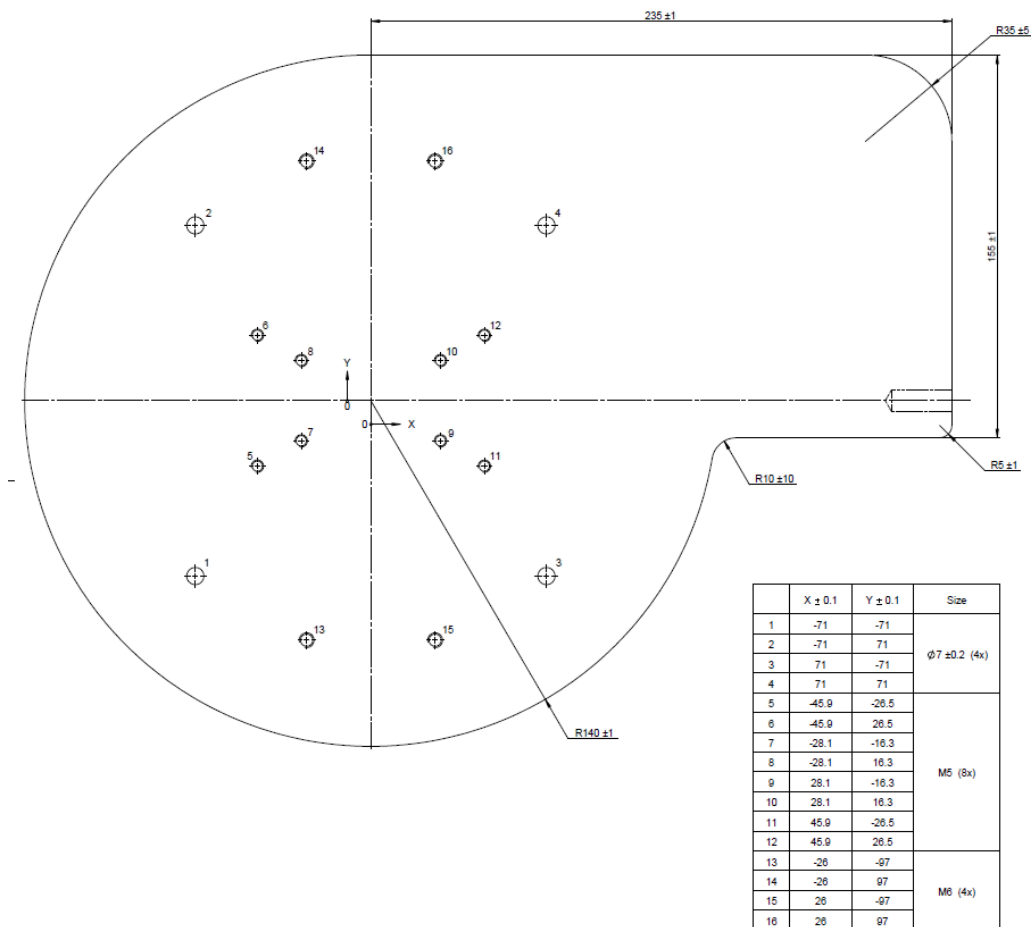 235 ±1
R35 ±5
14
16
2
4
155 ±1
6
12
8
10
Y
0
0
X
7
9
5
11
R10 ±10
R5 ±1
1
3
13
15
R140 ±1
X ± 0.1 Y ± 0.1 Size
1 -71 -71 ϕ7 ±0.2 (4x)
2 -71 71
3 71 -71
4 71 71
5 -45.9 -26.5 M5 (8x)
6 -45.9 26.5
7 -28.1 -16.3
8 -28.1 16.3
9 28.1 -16.3
10 28.1 16.3
11 45.9 -26.5
12 45.9 26.5
13 -26 -97 M6 (4x)
14 -26 97
15 26 -97
16 26 97